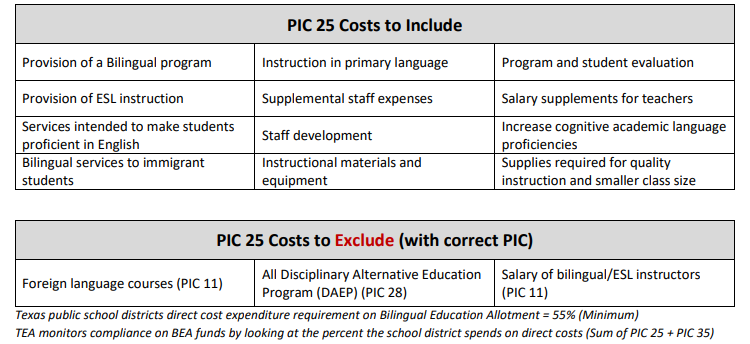 PIC 25 Costs to Include
Provision of a Bilingual program
Instruction in primary language
Program and student evaluation
Provision of ESL instruction
Supplemental staff expenses
Salary supplements for teachers
Services intended to make students
proficient in English
Staff development
Increase cognitive academic language
proficiencies
Bilingual services to immigrant
students
Instructional materials and
equipment
Supplies required for quality
instruction and smaller class size
PIC 25 Costs to Exclude (with correct PIC)
Foreign language courses (PIC 11)
All Disciplinary Alternative Education
Program (DAEP) (PIC 28)
Salary of bilingual/ESL instructors
(PIC 11)
Texas public school districts direct cost expenditure requirement on Bilingual Education Allotment = 55% (Minimum)
TEA monitors compliance on BEA funds by looking at the percent the school district spends on direct costs (Sum of PIC 25 + PIC 35)